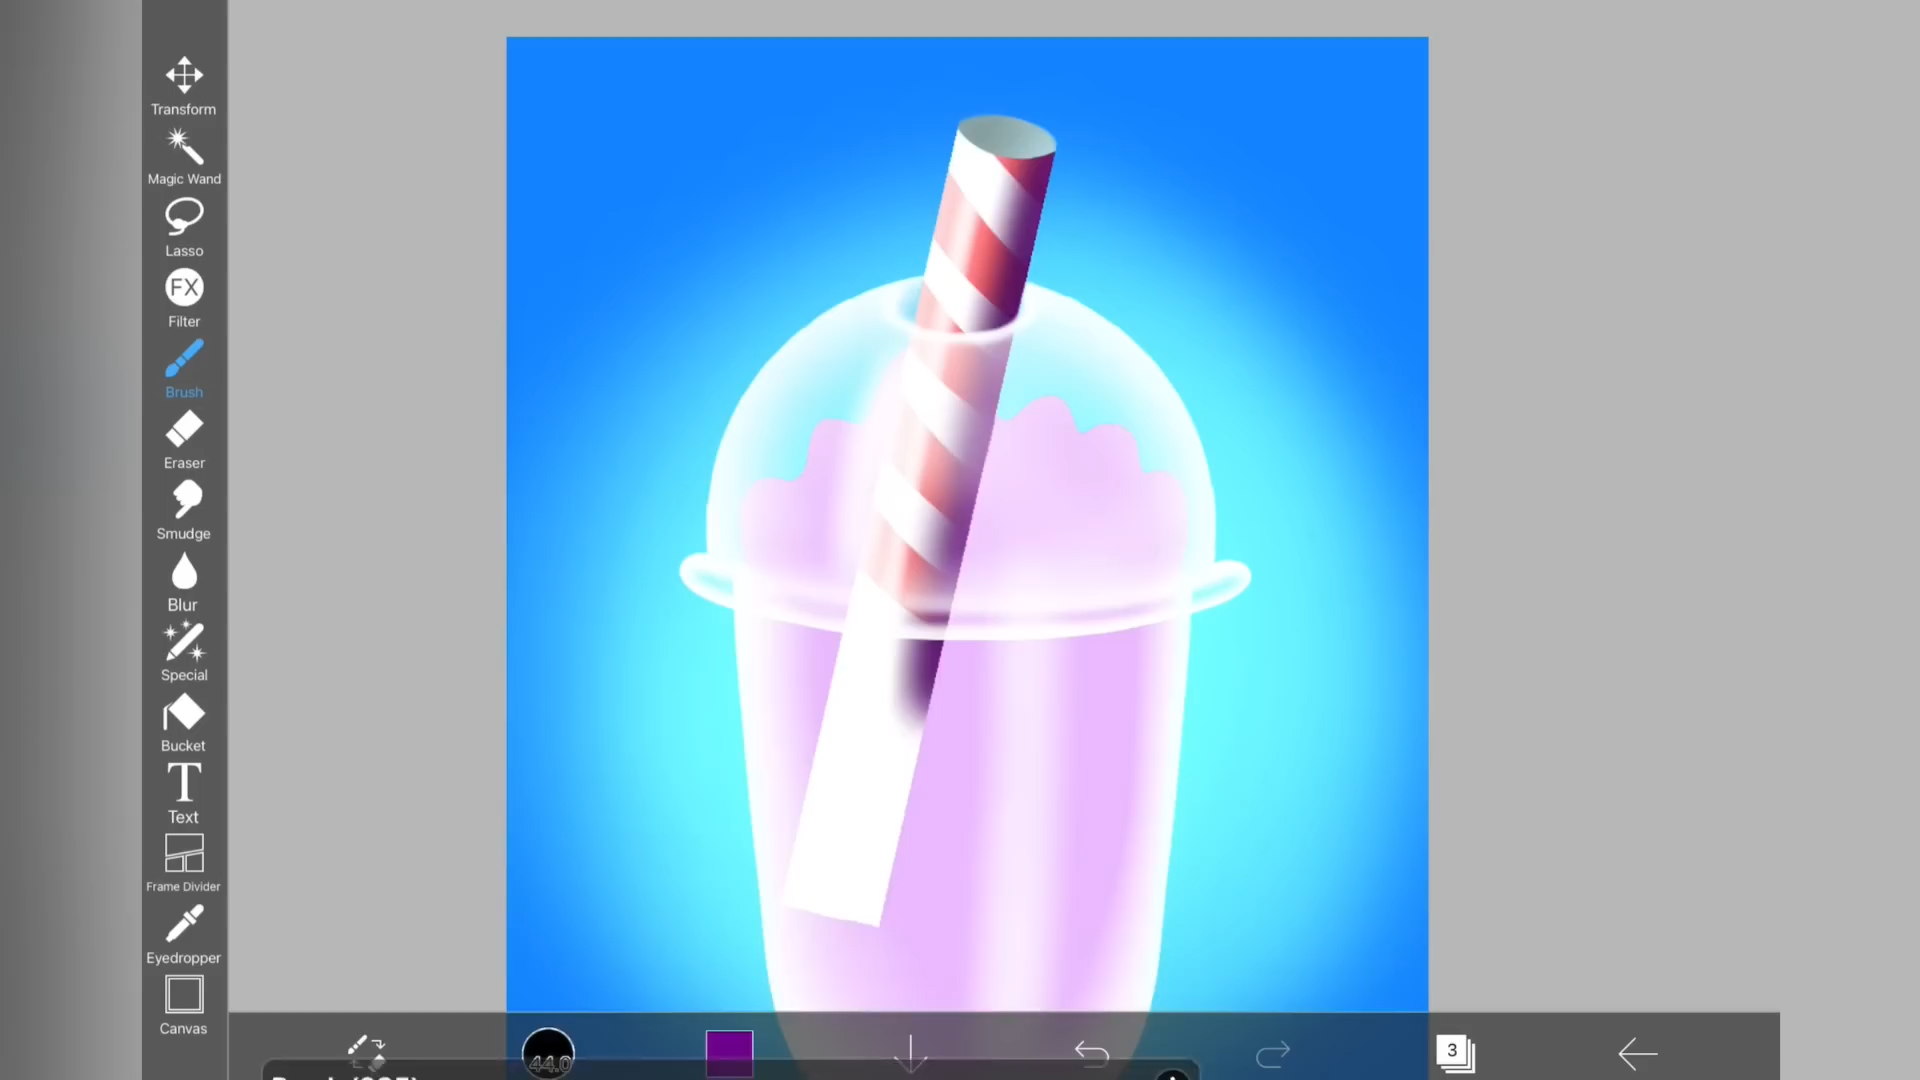 Transform
Magic Wand
Lasso
FX
Filter
Brush
Eraser
Smudge
Blur
Special
Bucket
T
Text
Frame Divider
Eyedropper
Canvas
44.0
3